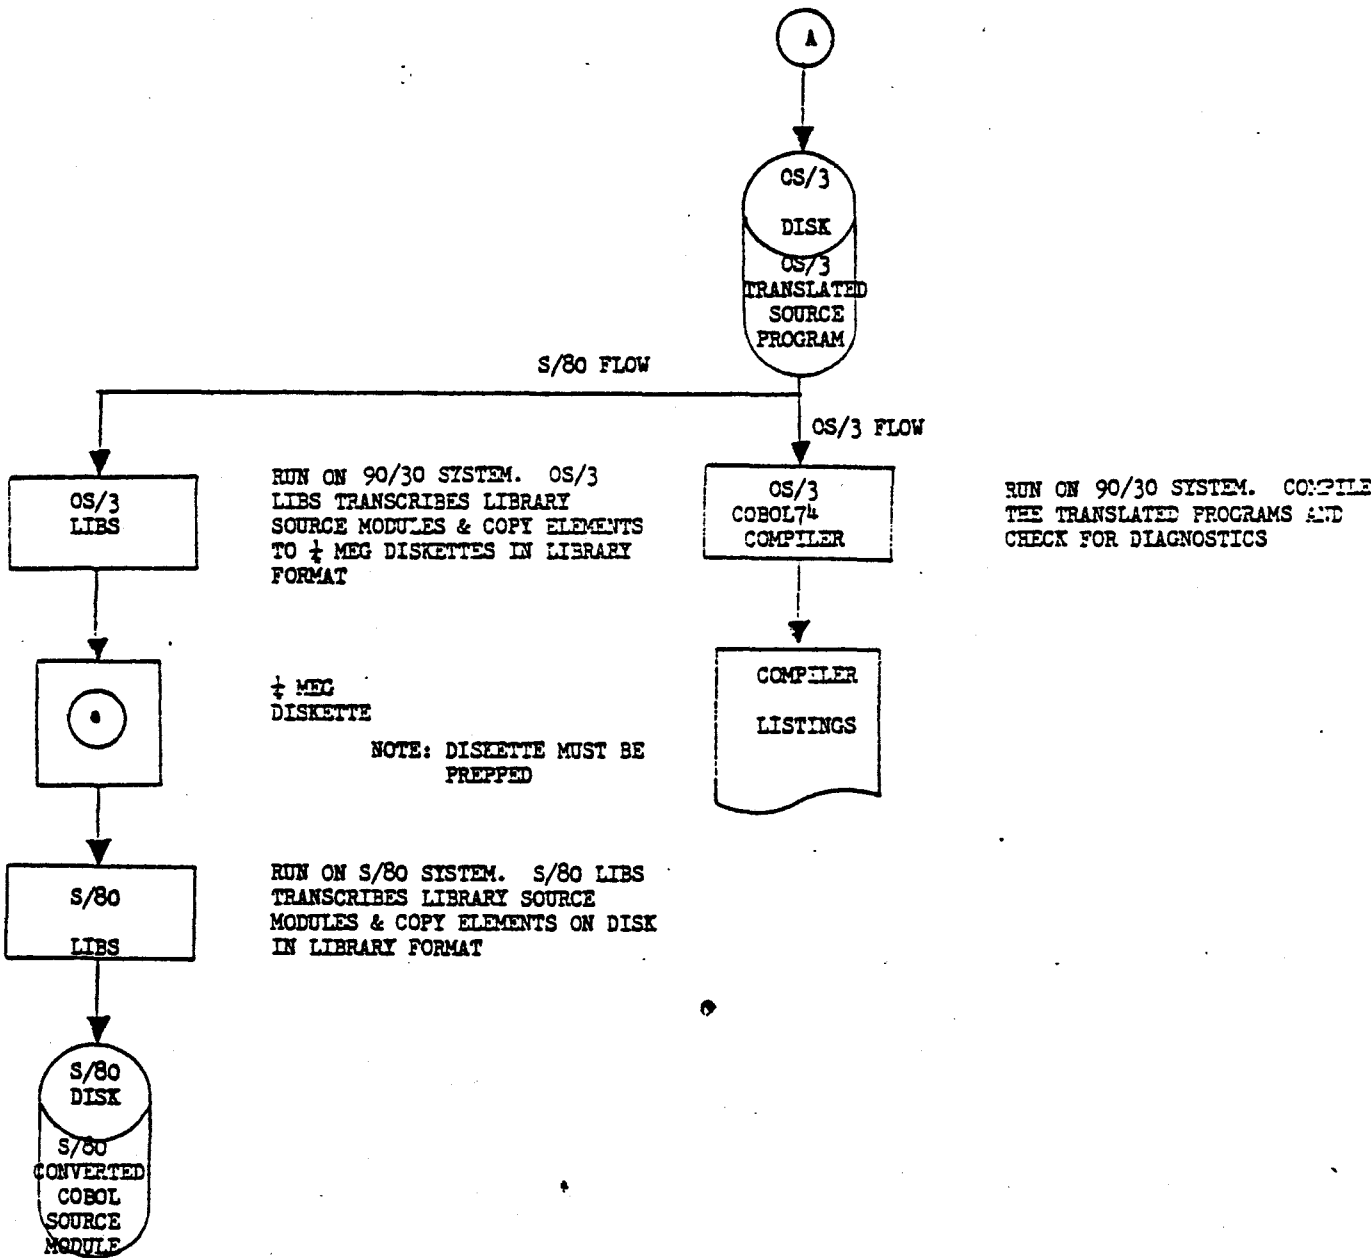 A
OS/3
DISK
OS/3
TRANSLATED
SOURCE
PROGRAM
S/80 FLOW
OS/3 FLOW
OS/3
LIBS
RUN ON 90/30 SYSTEM. OS/3
LIBS TRANSCRIBES LIBRARY
SOURCE MODULES & COPY ELEMENTS
TO ¼ MEG DISKETTES IN LIBRARY
FORMAT
OS/3
COBOL74
COMPILER
RUN ON 90/30 SYSTEM. COMPILE
THE TRANSLATED PROGRAMS AND
CHECK FOR DIAGNOSTICS
¼ MEG
DISKETTE
NOTE: DISKETTE MUST BE
PREPPED
COMPILER
LISTINGS
S/80
LIBS
RUN ON S/80 SYSTEM. S/80 LIBS
TRANSCRIBES LIBRARY SOURCE
MODULES & COPY ELEMENTS ON DISK
IN LIBRARY FORMAT
S/80
DISK
S/80
CONVERTED
COBOL
SOURCE
MODULE